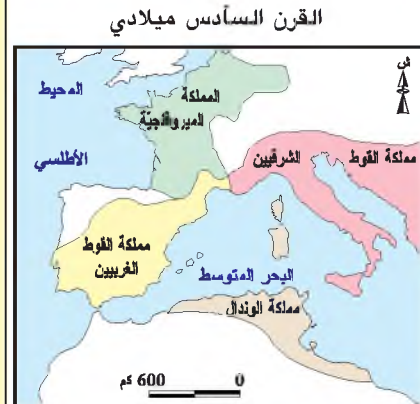 القرن السادس ميلادي
ش
المحيط
الأطلسي
المملكة
الميروفنجيّة
مملكة القوط
الشرقيين
مملكة القوط
الغربيين
البحر المتوسط
مملكة الوندال
600 كم
0